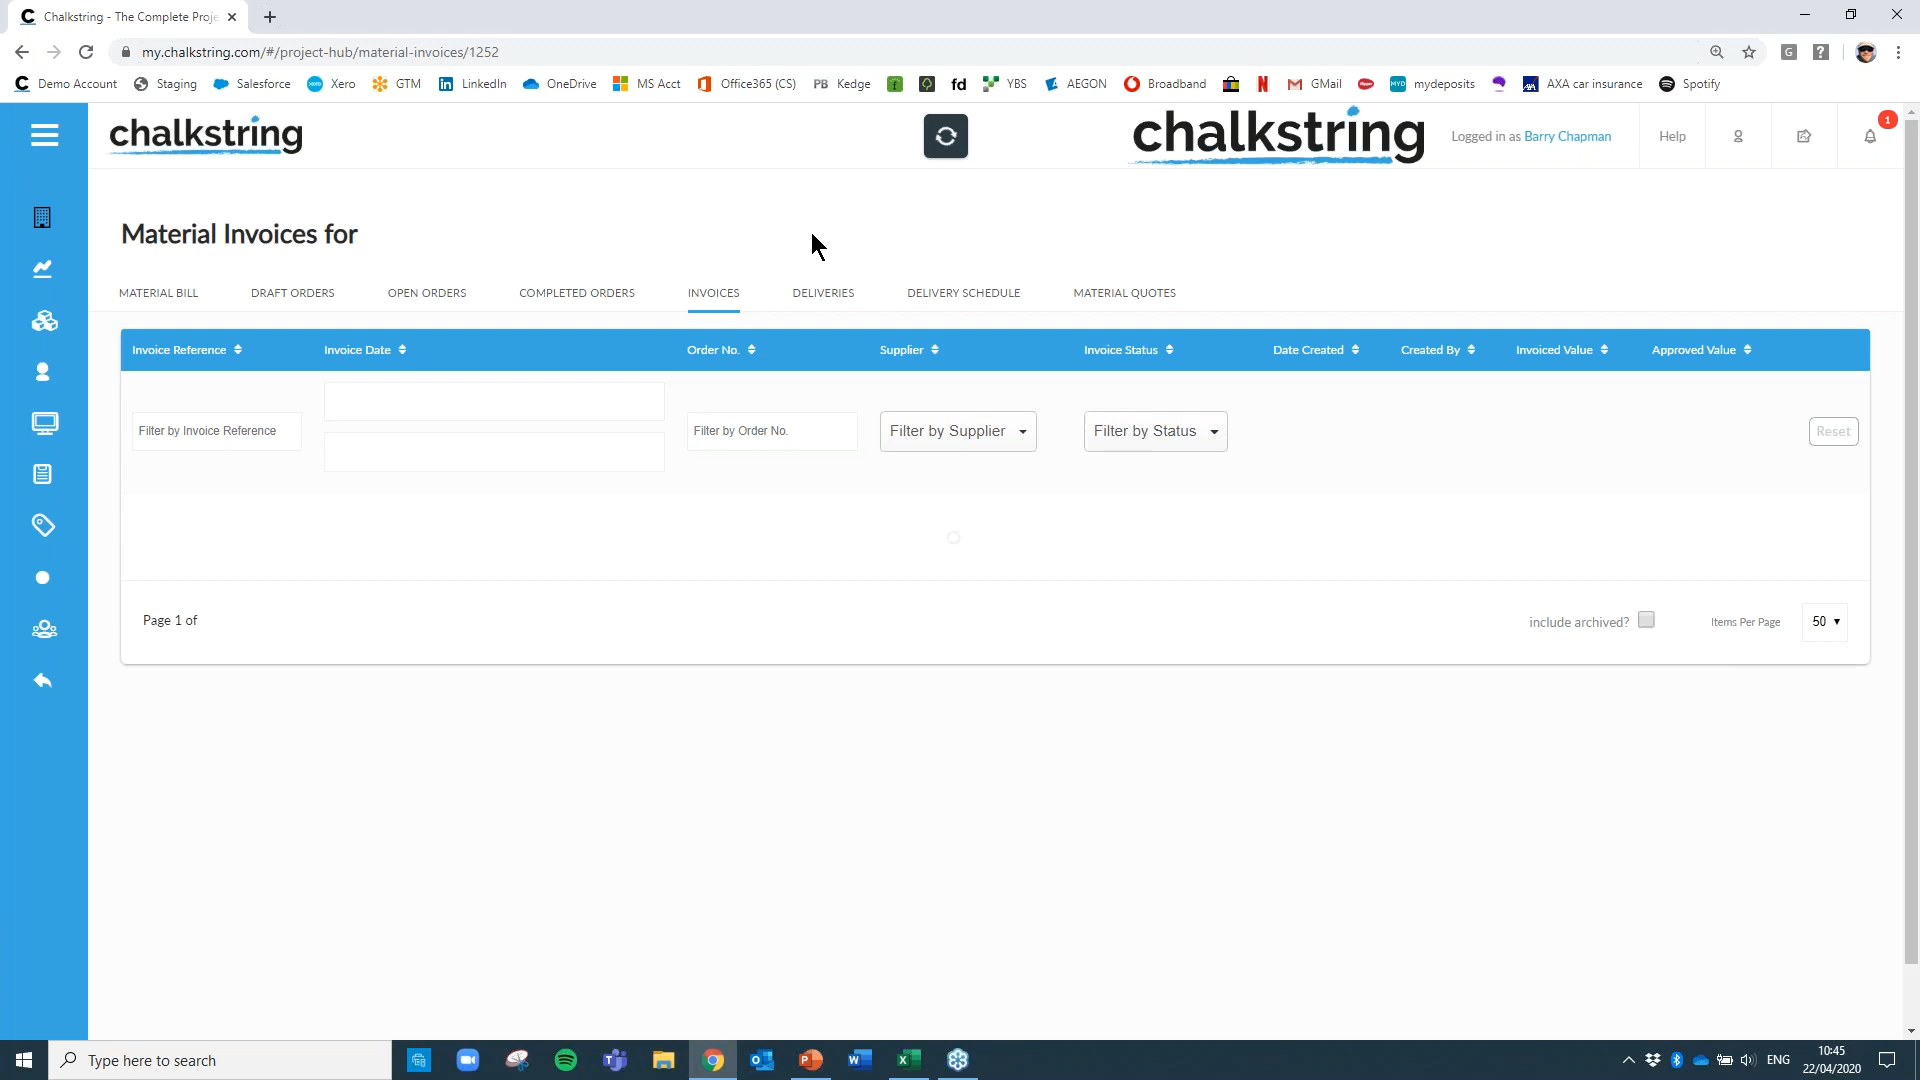 Chalkstring - The Complete Proje
my.chalkstring.com/#/project-hub/material-invoices/1252
Demo Account Staging Salesforce Xero GTM LinkedIn OneDrive MS Acct Office365 (CS) PB Kedge fd YBS AEGON Broadband GMail mydeposits AXA car insurance Spotify
chalkstring
chalkstring
Logged in as Barry Chapman
Help
1
Material Invoices for
MATERIAL BILL DRAFT ORDERS OPEN ORDERS COMPLETED ORDERS INVOICES DELIVERIES DELIVERY SCHEDULE MATERIAL QUOTES
Invoice Reference Invoice Date Order No. Supplier Invoice Status Date Created Created By Invoiced Value Approved Value
Filter by Invoice Reference Filter by Order No. Filter by Supplier Filter by Status Reset
Page 1 of
include archived?
Items Per Page
50
Type here to search
ENG
10:45
22/04/2020